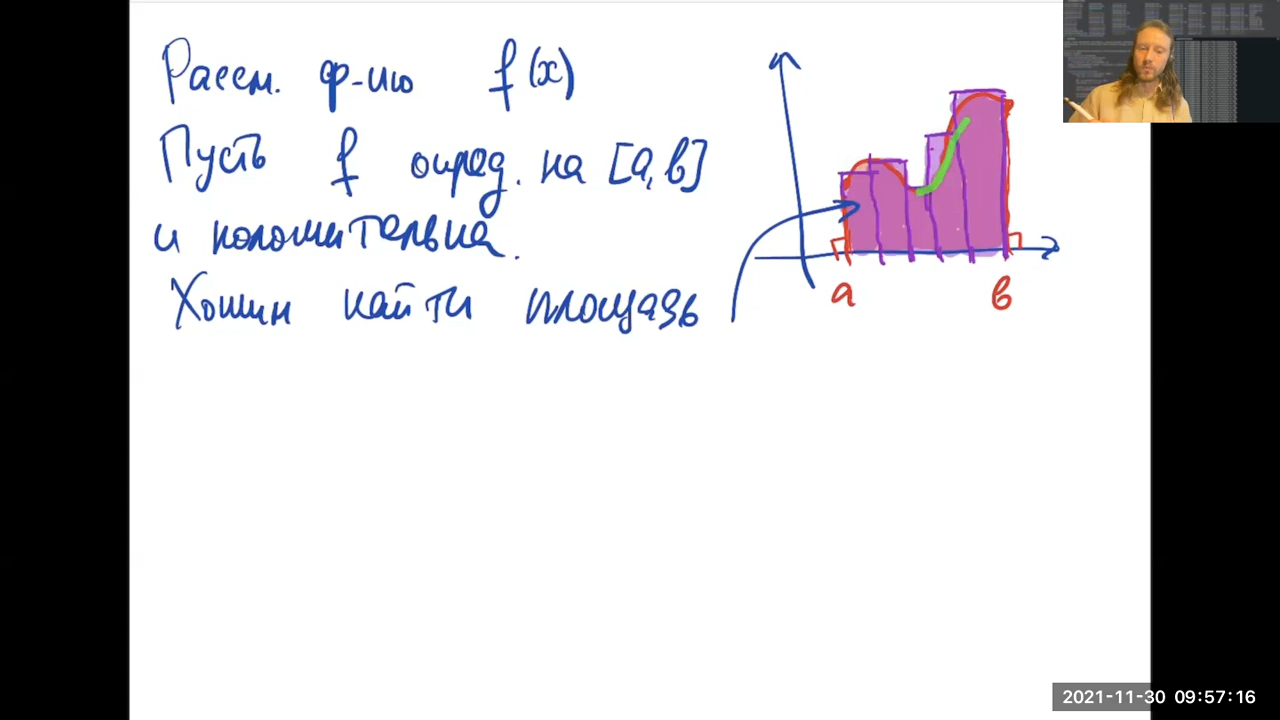 Рассм. ф-ию f(x)
Пусть f опред. на [a, b]
и положительна.
Хотим найти площадь
a
b
2021-11-30 09:57:16